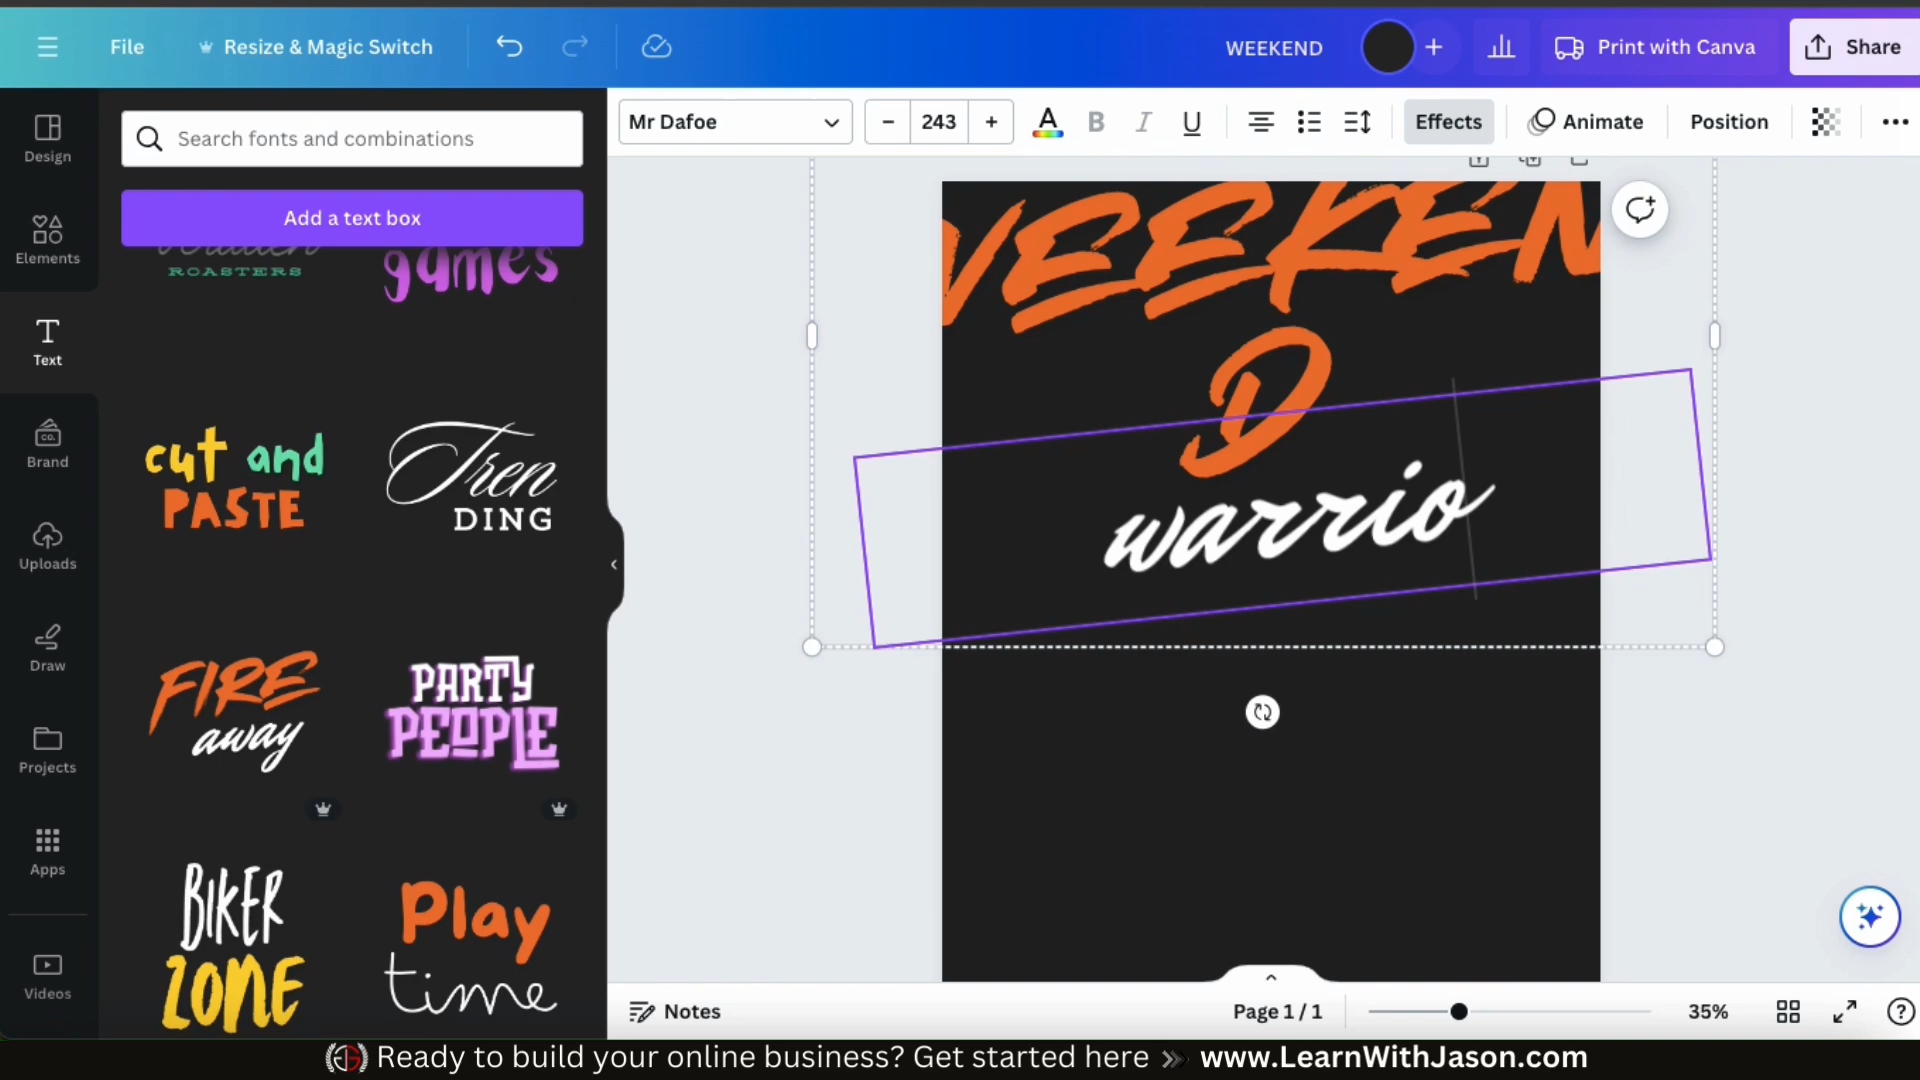 File
Resize & Magic Switch
WEEKEND
Print with Canva
Share
Design
Elements
Text
Brand
CO.
Uploads
Draw
Projects
Apps
Videos
Search fonts and combinations
Add a text box
ROASTERS
games
cut and
PASTE
Tren
DING
FIRE
away
PARTY
PEOPLE
BIKER
ZONE
Play
time
Mr Dafoe
243
A B I U
Effects
Animate
Position
WEEKEN
D
warrio
Notes
Page 1 / 1
35%
Ready to build your online business? Get started here www.LearnWithJason.com